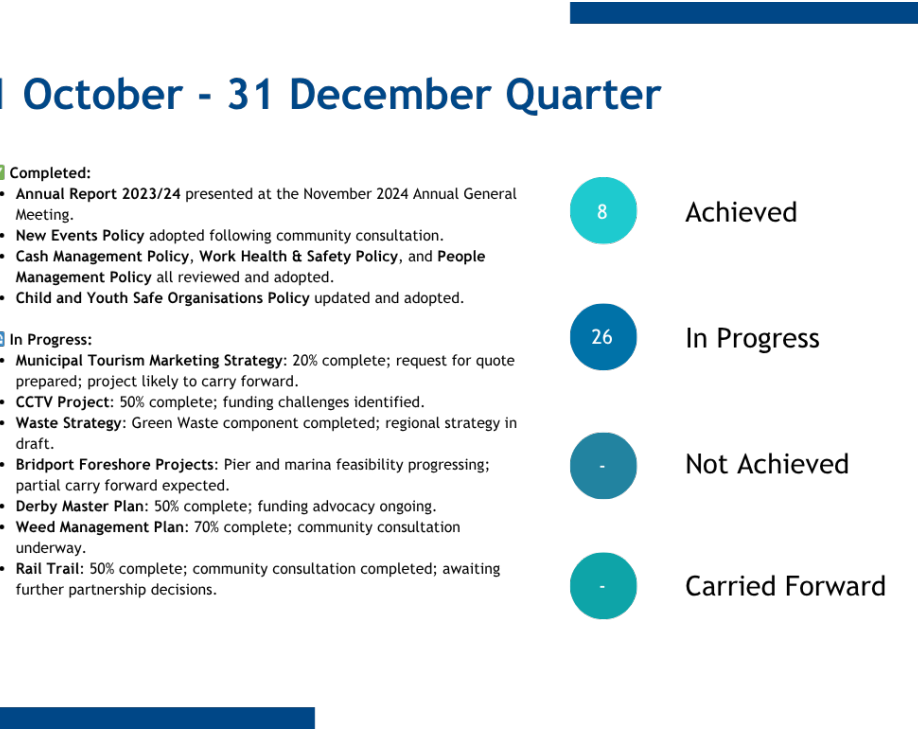 October - 31 December Quarter
Completed:
• Annual Report 2023/24 presented at the November 2024 Annual General
Meeting.
• New Events Policy adopted following community consultation.
• Cash Management Policy, Work Health & Safety Policy, and People
Management Policy all reviewed and adopted.
• Child and Youth Safe Organisations Policy updated and adopted.
In Progress:
• Municipal Tourism Marketing Strategy: 20% complete; request for quote
prepared; project likely to carry forward.
• CCTV Project: 50% complete; funding challenges identified.
• Waste Strategy: Green Waste component completed; regional strategy in
draft.
• Bridport Foreshore Projects: Pier and marina feasibility progressing;
partial carry forward expected.
• Derby Master Plan: 50% complete; funding advocacy ongoing.
• Weed Management Plan: 70% complete; community consultation
underway.
• Rail Trail: 50% complete; community consultation completed; awaiting
further partnership decisions.
8 Achieved
26 In Progress
- Not Achieved
- Carried Forward